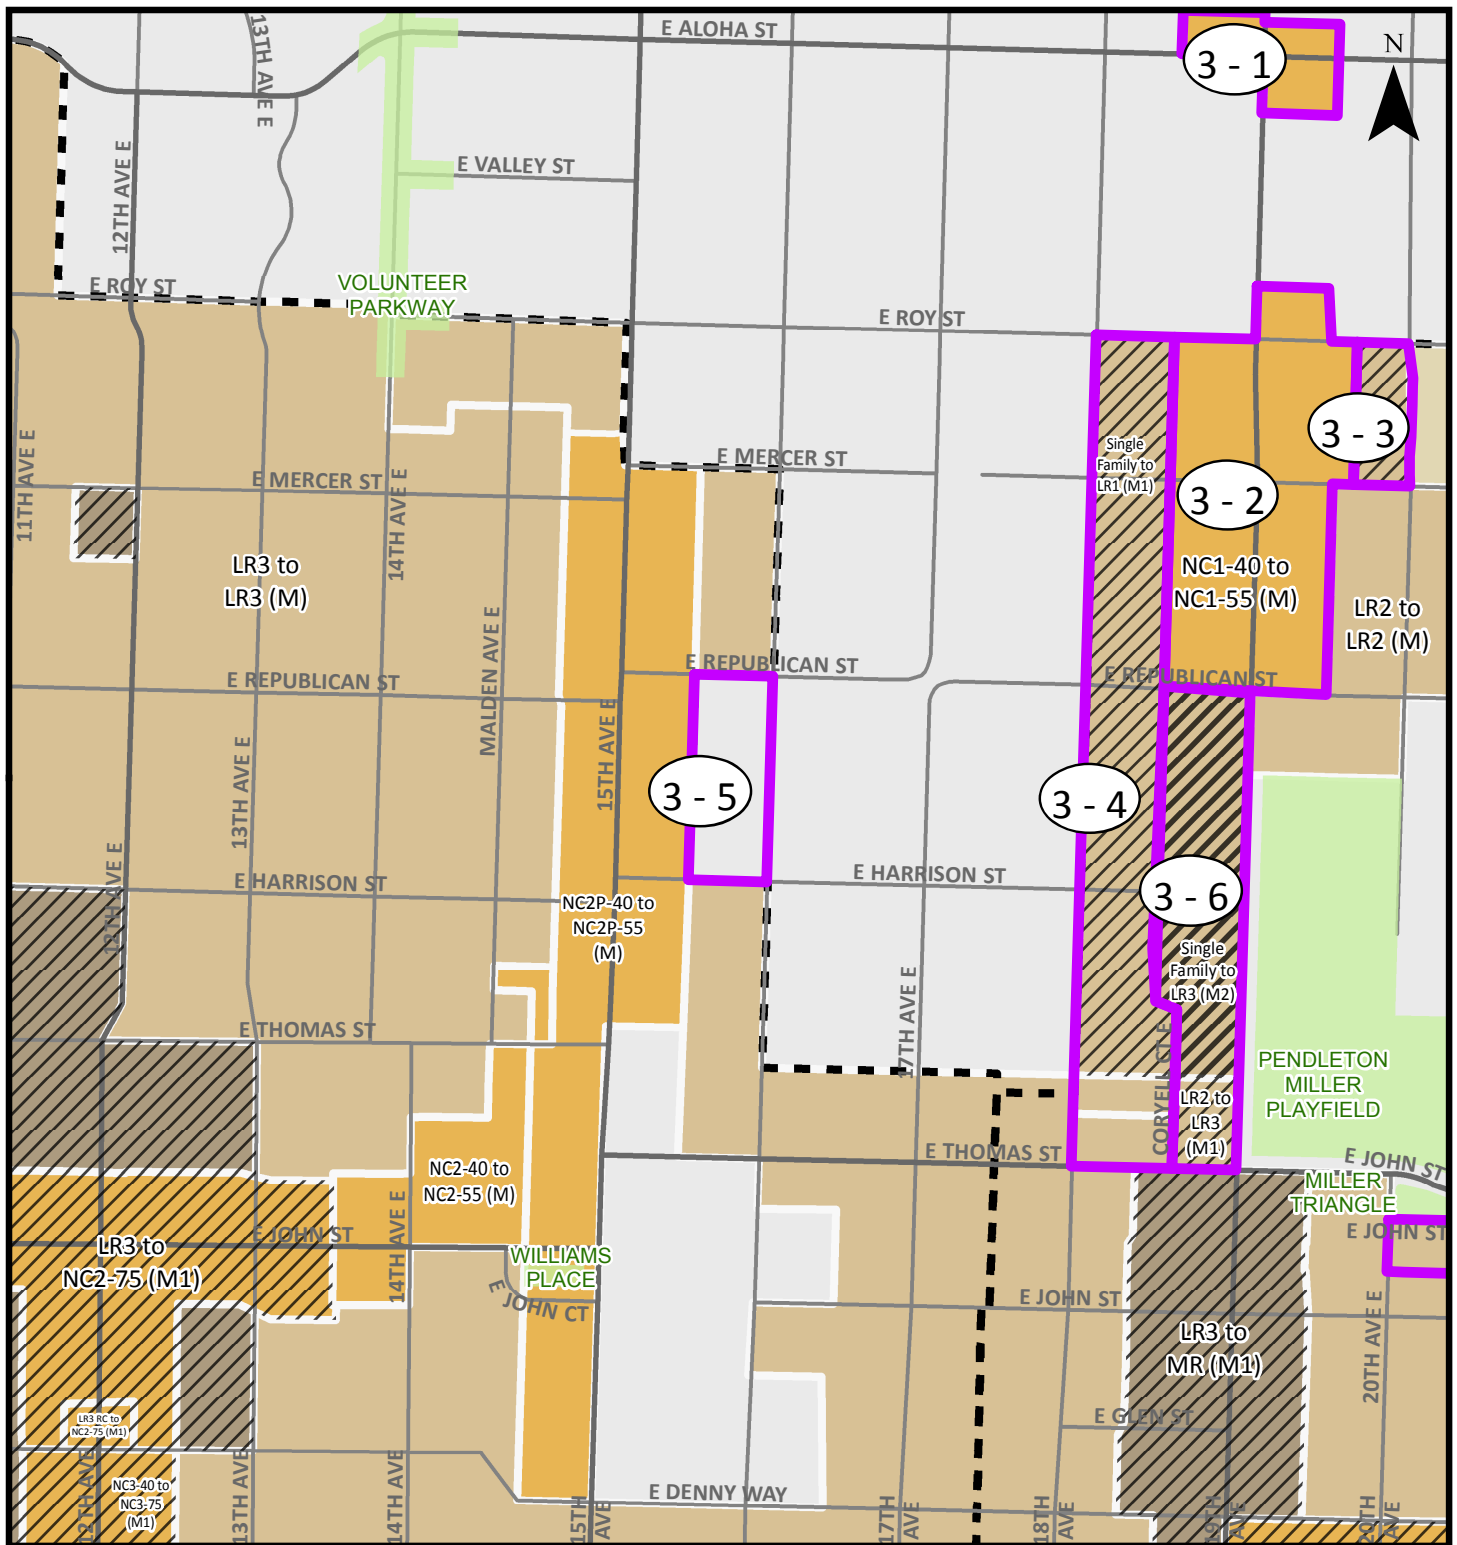 E ALOHA ST
13TH AVE E
3 - 1
N
12TH AVE E
E VALLEY ST
E ROY ST
VOLUNTEER
PARKWAY
E ROY ST
11TH AVE E
E MERCER ST
14TH AVE E
E MERCER ST
Single
Family to
LR1 (M1)
3 - 2
3 - 3
LR3 to
LR3 (M)
NC1-40 to
NC1-55 (M)
LR2 to
LR2 (M)
MALDEN AVE E
E REPUBLICAN ST
E REPUBLICAN ST
E REPUBLICAN ST
13TH AVE E
15TH AVE E
3 - 5
3 - 4
12TH AVE E
E HARRISON ST
E HARRISON ST
3 - 6
NC2P-40 to
NC2P-55
(M)
Single
Family to
LR3 (M2)
17TH AVE E
E THOMAS ST
CORYELL CT E
PENDLETON
MILLER
PLAYFIELD
LR2 to
LR3
(M1)
E THOMAS ST
E JOHN ST
NC2-40 to
NC2-55 (M)
MILLER
TRIANGLE
14TH AVE E
E JOHN ST
E JOHN ST
LR3 to
NC2-75 (M1)
WILLIAMS
PLACE
E JOHN CT
E JOHN ST
LR3 to
MR (M1)
20TH AVE E
LR3 RC to
NC2-75 (M1)
E GLEN ST
NC3-40 to
NC3-75
(M1)
E DENNY WAY
12TH AVE
13TH AVE
14TH AVE
15TH
AVE
17TH
AVE
18TH
AVE
19TH
AVE
20TH
AVE